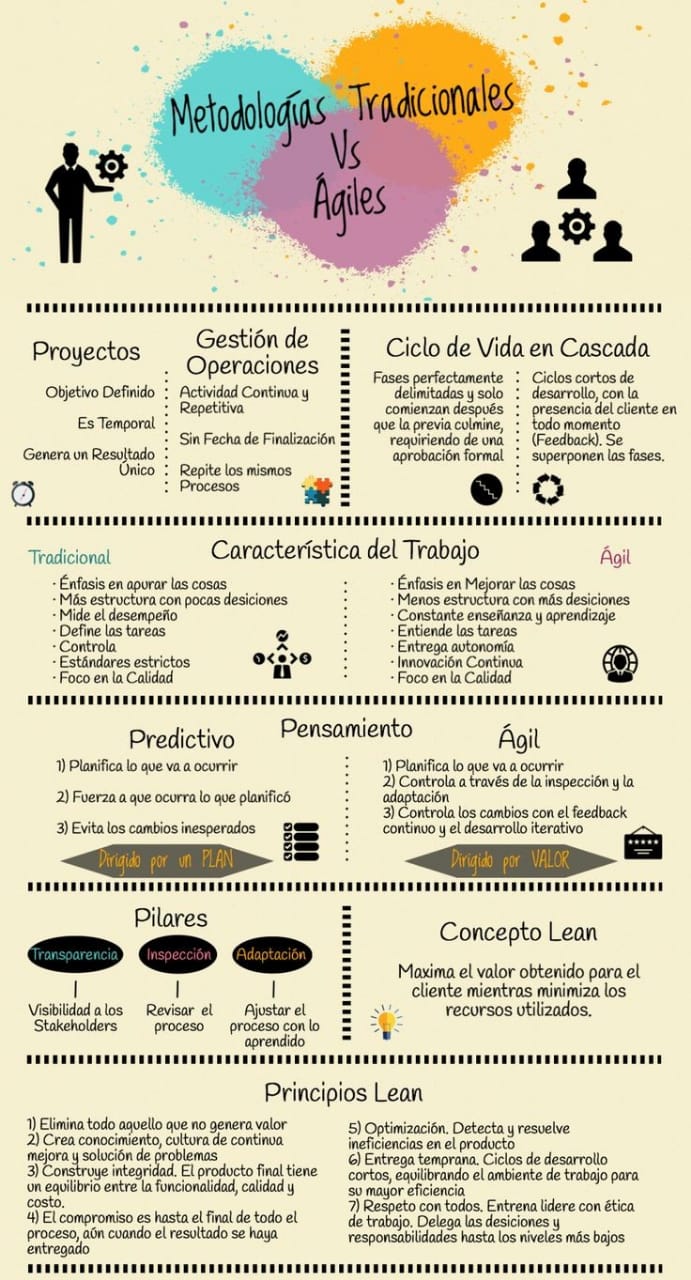 Metodologías Tradicionales
Vs
Ágiles
Proyectos
Objetivo Definido
Es Temporal
Genera un Resultado
Único
Gestión de
Operaciones
Actividad Continua y
Repetitiva
Sin Fecha de Finalización
Repite los mismos
Procesos
Ciclo de Vida en Cascada
Fases perfectamente
delimitadas y solo
comienzan después
que la previa culmine,
requiriendo de una
aprobación formal
Ciclos cortos de
desarrollo, con la
presencia del cliente en
todo momento
(Feedback). Se
superponen las fases.
Característica del Trabajo
Tradicional
· Énfasis en apurar las cosas
· Más estructura con pocas desiciones
· Mide el desempeño
· Define las tareas
· Controla
· Estándares estrictos
· Foco en la Calidad
Ágil
· Énfasis en Mejorar las cosas
· Menos estructura con más desiciones
· Constante enseñanza y aprendizaje
· Entiende las tareas
· Entrega autonomía
· Innovación Continua
· Foco en la Calidad
Pensamiento
Predictivo
1) Planifica lo que va a ocurrir
2) Fuerza a que ocurra lo que planificó
3) Evita los cambios inesperados
Dirigido por un PLAN
Ágil
1) Planifica lo que va a ocurrir
2) Controla a través de la inspección y la
adaptación
3) Controla los cambios con el feedback
continuo y el desarrollo iterativo
Dirigido por VALOR
Pilares
Transparencia
Visibilidad a los
Stakeholders
Inspección
Revisar el
proceso
Adaptación
Ajustar el
proceso con lo
aprendido
Concepto Lean
Maxima el valor obtenido para el
cliente mientras minimiza los
recursos utilizados.
Principios Lean
1) Elimina todo aquello que no genera valor
2) Crea conocimiento, cultura de continua
mejora y solución de problemas
3) Construye integridad. El producto final tiene
un equilibrio entre la funcionalidad, calidad y
costo.
4) El compromiso es hasta el final de todo el
proceso, aún cuando el resultado se haya
entregado
5) Optimización. Detecta y resuelve
ineficiencias en el producto
6) Entrega temprana. Ciclos de desarrollo
cortos, equilibrando el ambiente de trabajo para
su mayor eficiencia
7) Respeto con todos. Entrena lidere con ética
de trabajo. Delega las desiciones y
responsabilidades hasta los niveles más bajos